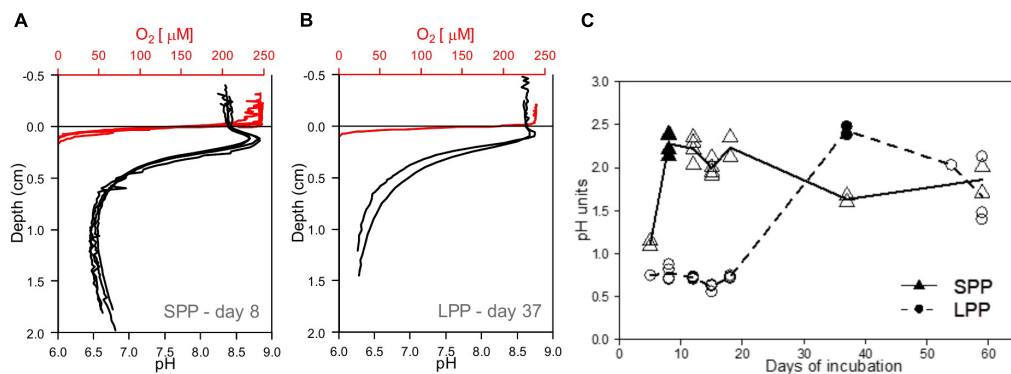 A
O2 [ μM]
0 50 100 150 200 250
-0.5
0.0
0.5
1.0
1.5
2.0
Depth (cm)
SPP - day 8
6.0 6.5 7.0 7.5 8.0 8.5 9.0
pH
B
O2 [ μM]
0 50 100 150 200 250
-0.5
0.0
0.5
1.0
1.5
2.0
Depth (cm)
LPP - day 37
6.0 6.5 7.0 7.5 8.0 8.5 9.0
pH
C
3.0
2.5
2.0
1.5
1.0
0.5
0.0
pH units
SPP
LPP
0 10 20 30 40 50 60
Days of incubation